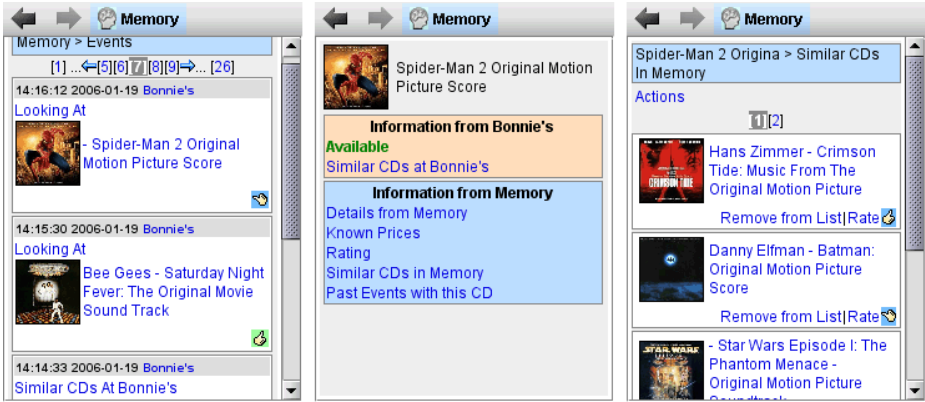 Memory
Memory > Events
[1] ...[5][6][7][8][9]... [26]
14:16:12 2006-01-19 Bonnie's
Looking At
- Spider-Man 2 Original
Motion Picture Score
14:15:30 2006-01-19 Bonnie's
Looking At
Bee Gees - Saturday Night
Fever: The Original Movie
Sound Track
14:14:33 2006-01-19 Bonnie's
Similar CDs At Bonnie's
Memory
Spider-Man 2 Original Motion
Picture Score
Information from Bonnie's
Available
Similar CDs at Bonnie's
Information from Memory
Details from Memory
Known Prices
Rating
Similar CDs in Memory
Past Events with this CD
Memory
Spider-Man 2 Origina > Similar CDs
In Memory
Actions
[1][2]
CRIMSON TIDE
Hans Zimmer - Crimson
Tide: Music From The
Original Motion Picture
Remove from List|Rate
Danny Elfman - Batman:
Original Motion Picture
Score
Remove from List|Rate
STAR WARS
- Star Wars Episode I: The
Phantom Menace -
Original Motion Picture
Soundtrack